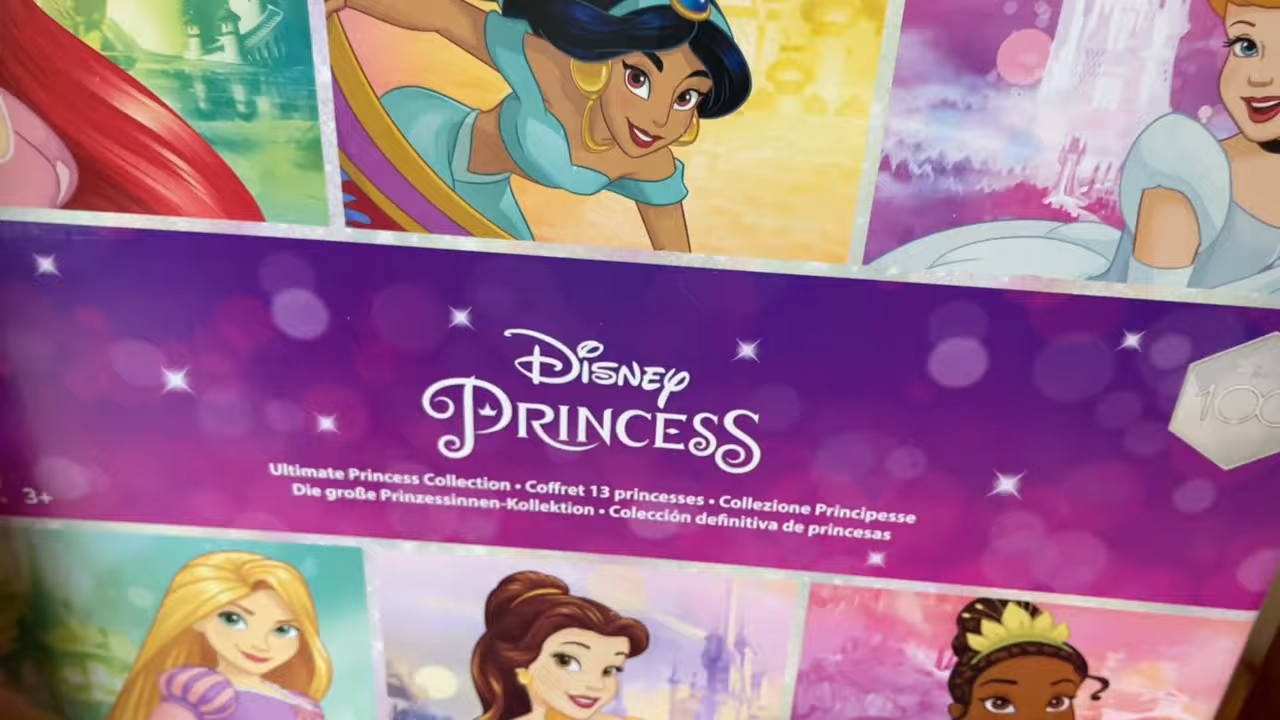 Disney
PRINCESS
100
Ultimate Princess Collection • Coffret 13 princesses • Collezione Principesse
3+
Die große Prinzessinnen-Kollektion • Colección definitiva de princesas